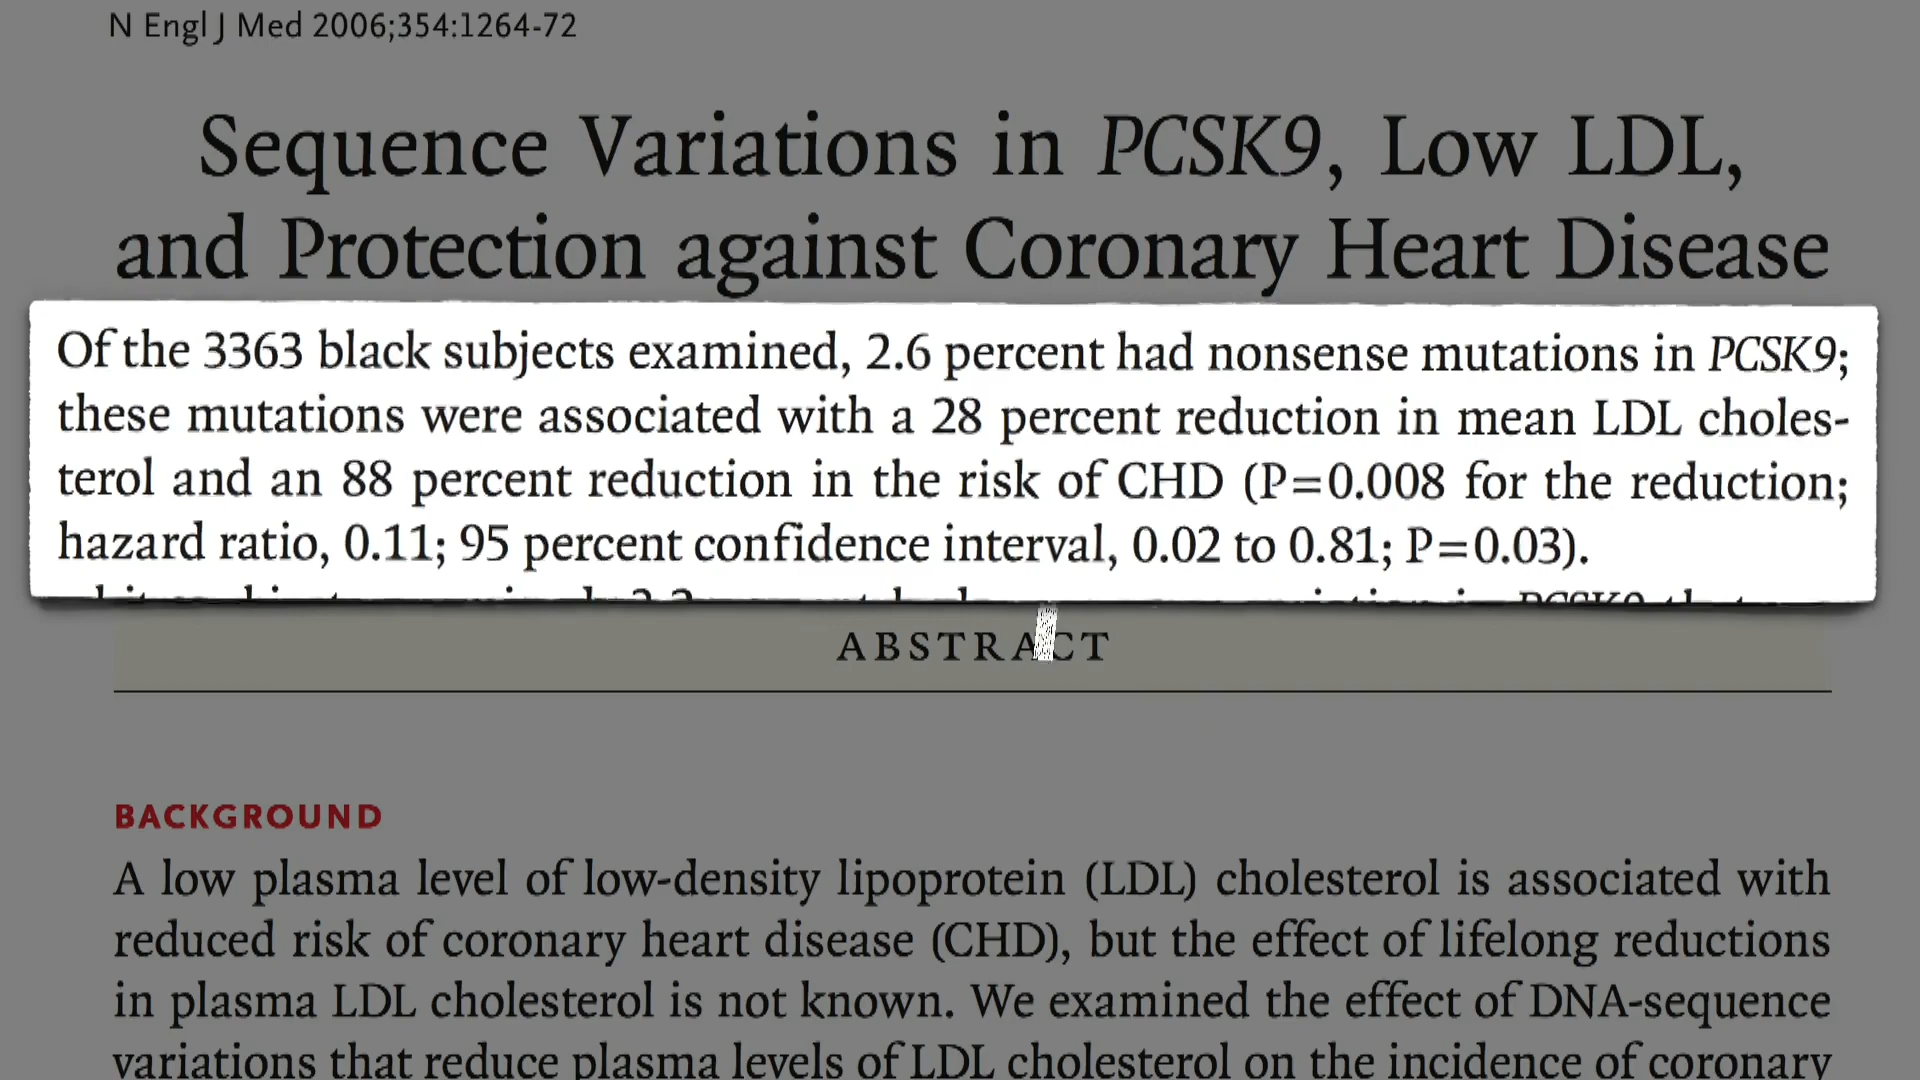 N Engl J Med 2006;354:1264-72
Sequence Variations in PCSK9, Low LDL,
and Protection against Coronary Heart Disease
Of the 3363 black subjects examined, 2.6 percent had nonsense mutations in PCSK9;
these mutations were associated with a 28 percent reduction in mean LDL choles-
terol and an 88 percent reduction in the risk of CHD (P=0.008 for the reduction;
hazard ratio, 0.11; 95 percent confidence interval, 0.02 to 0.81; P=0.03).
ABSTRACT
BACKGROUND
A low plasma level of low-density lipoprotein (LDL) cholesterol is associated with
reduced risk of coronary heart disease (CHD), but the effect of lifelong reductions
in plasma LDL cholesterol is not known. We examined the effect of DNA-sequence
variations that reduce plasma levels of LDL cholesterol on the incidence of coronary